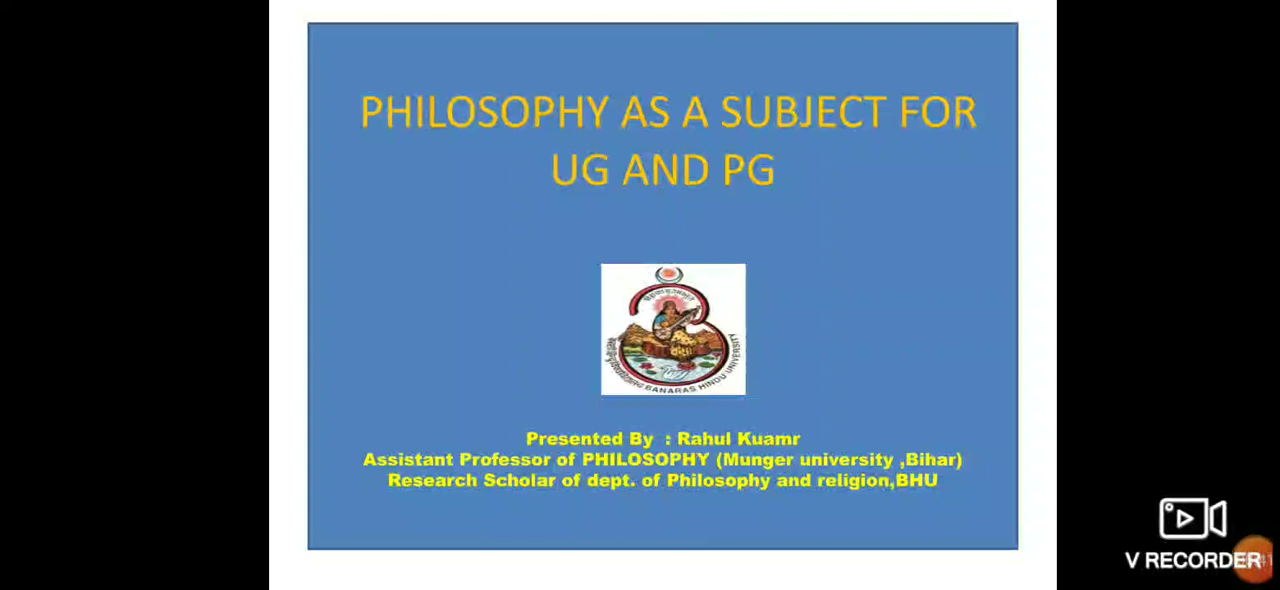 PHILOSOPHY AS A SUBJECT FOR
UG AND PG
BANARAS HINDU UNIVERSITY
Presented By : Rahul Kuamr
Assistant Professor of PHILOSOPHY (Munger university ,Bihar)
Research Scholar of dept. of Philosophy and religion,BHU
V RECORDER